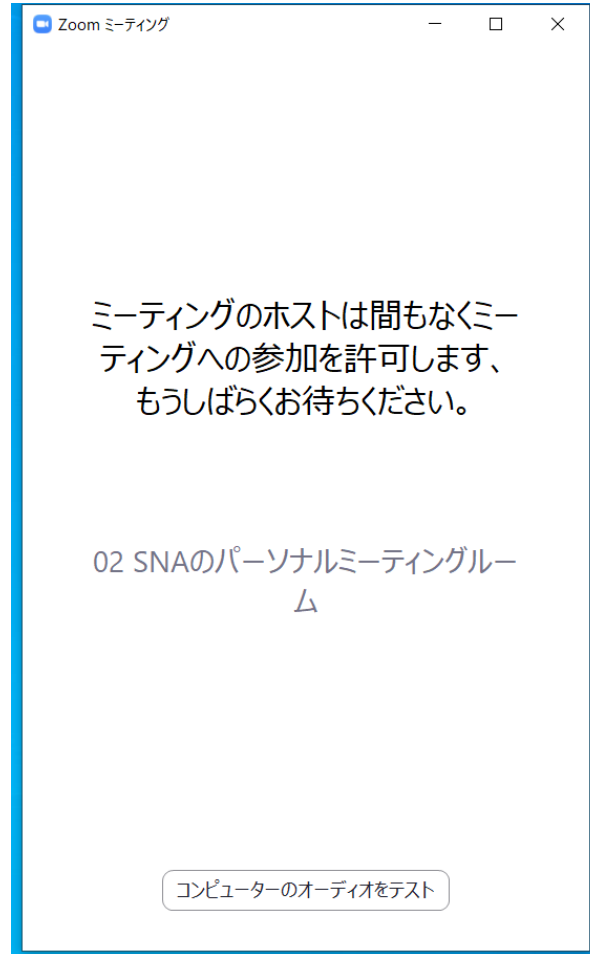 Zoom ミーティング
ミーティングのホストは間もなくミー
ティングへの参加を許可します、
もうしばらくお待ちください。
02 SNAのパーソナルミーティングルー
ム
コンピューターのオーディオをテスト